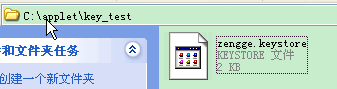 C:\applet\key_test
和文件夹任务
创建一个新文件夹
zengge.keystore
KEYSTORE 文件
2 KB